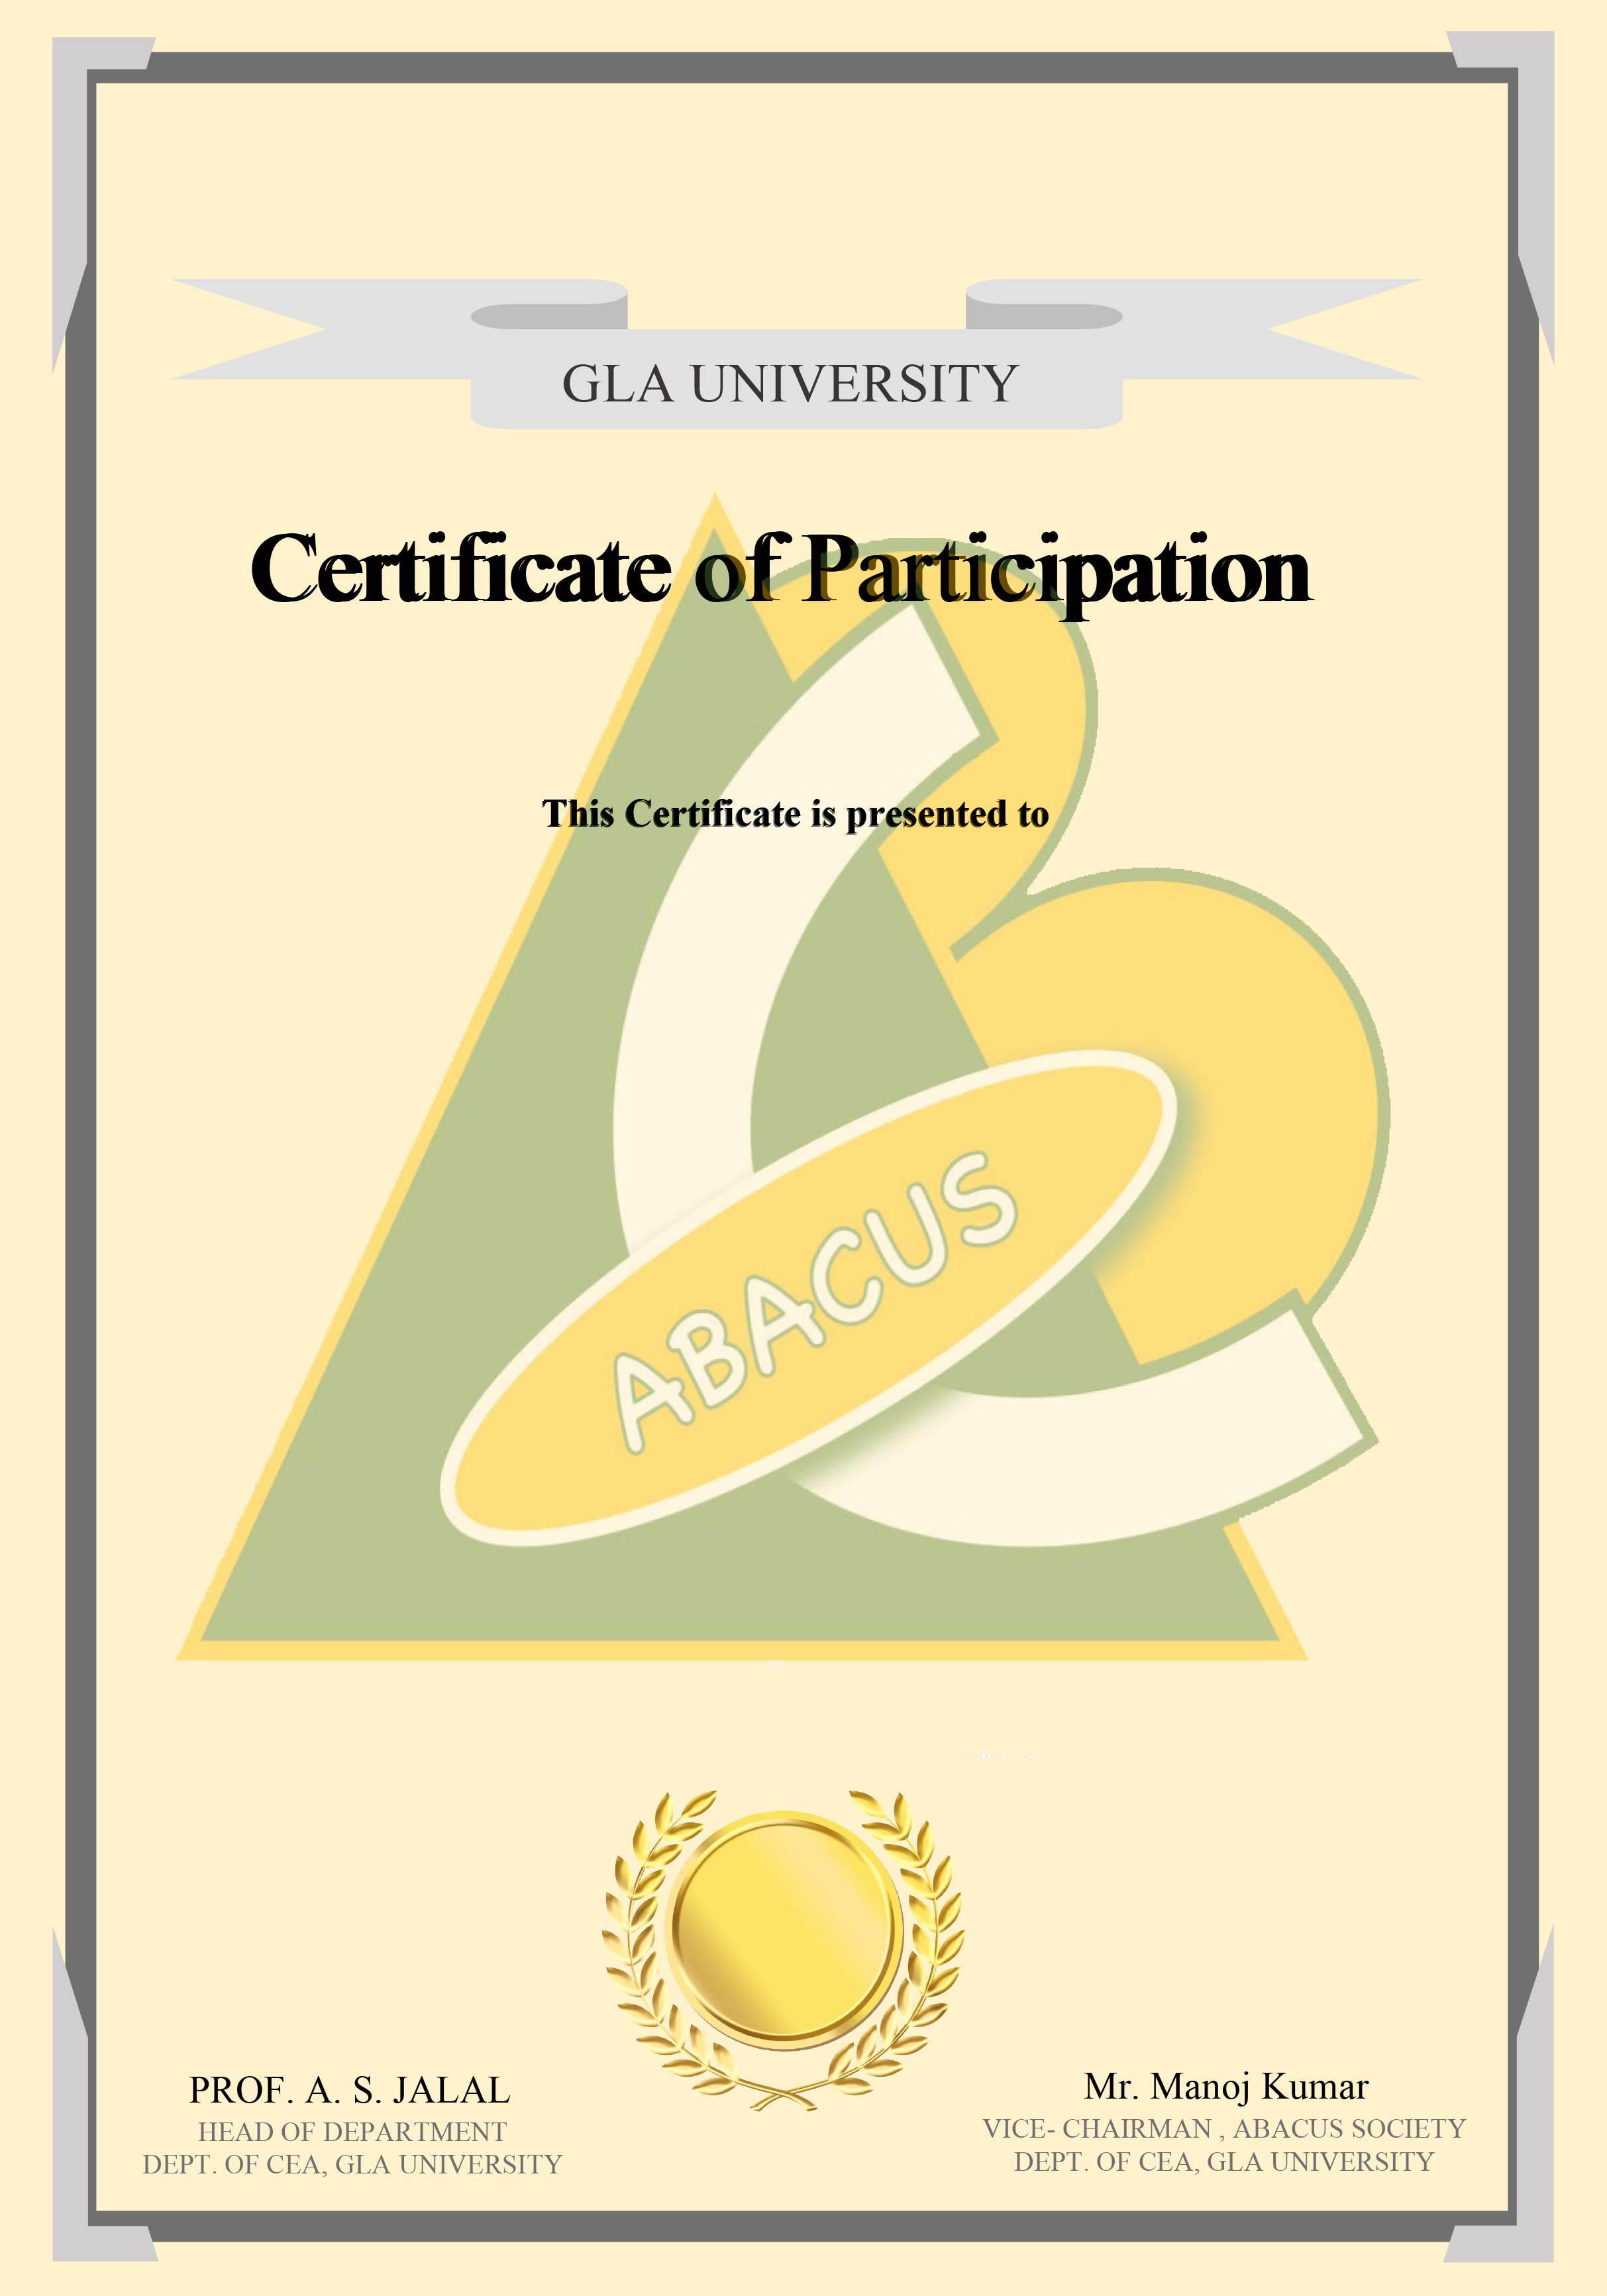 GLA UNIVERSITY
Certificate of Participation
This Certificate is presented to
ABACUS
PROF. A. S. JALAL
HEAD OF DEPARTMENT
DEPT. OF CEA, GLA UNIVERSITY
Mr. Manoj Kumar
VICE- CHAIRMAN , ABACUS SOCIETY
DEPT. OF CEA, GLA UNIVERSITY